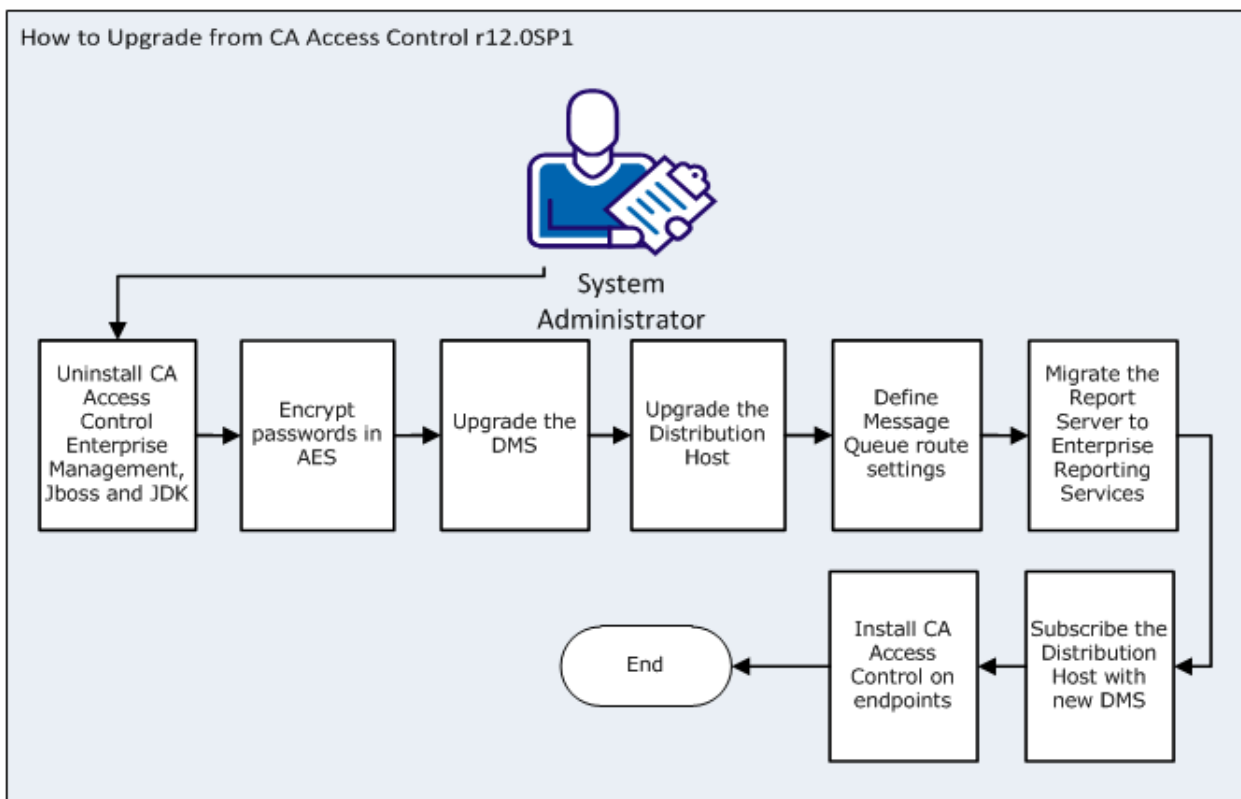 How to Upgrade from CA Access Control r12.0SP1
System
Administrator
Uninstall CA
Access
Control
Enterprise
Management,
Jboss and JDK
Encrypt
passwords in
AES
Upgrade the
DMS
Upgrade the
Distribution
Host
Define
Message
Queue route
settings
Migrate the
Report
Server to
Enterprise
Reporting
Services
Subscribe the
Distribution
Host with
new DMS
Install CA
Access
Control on
endpoints
End